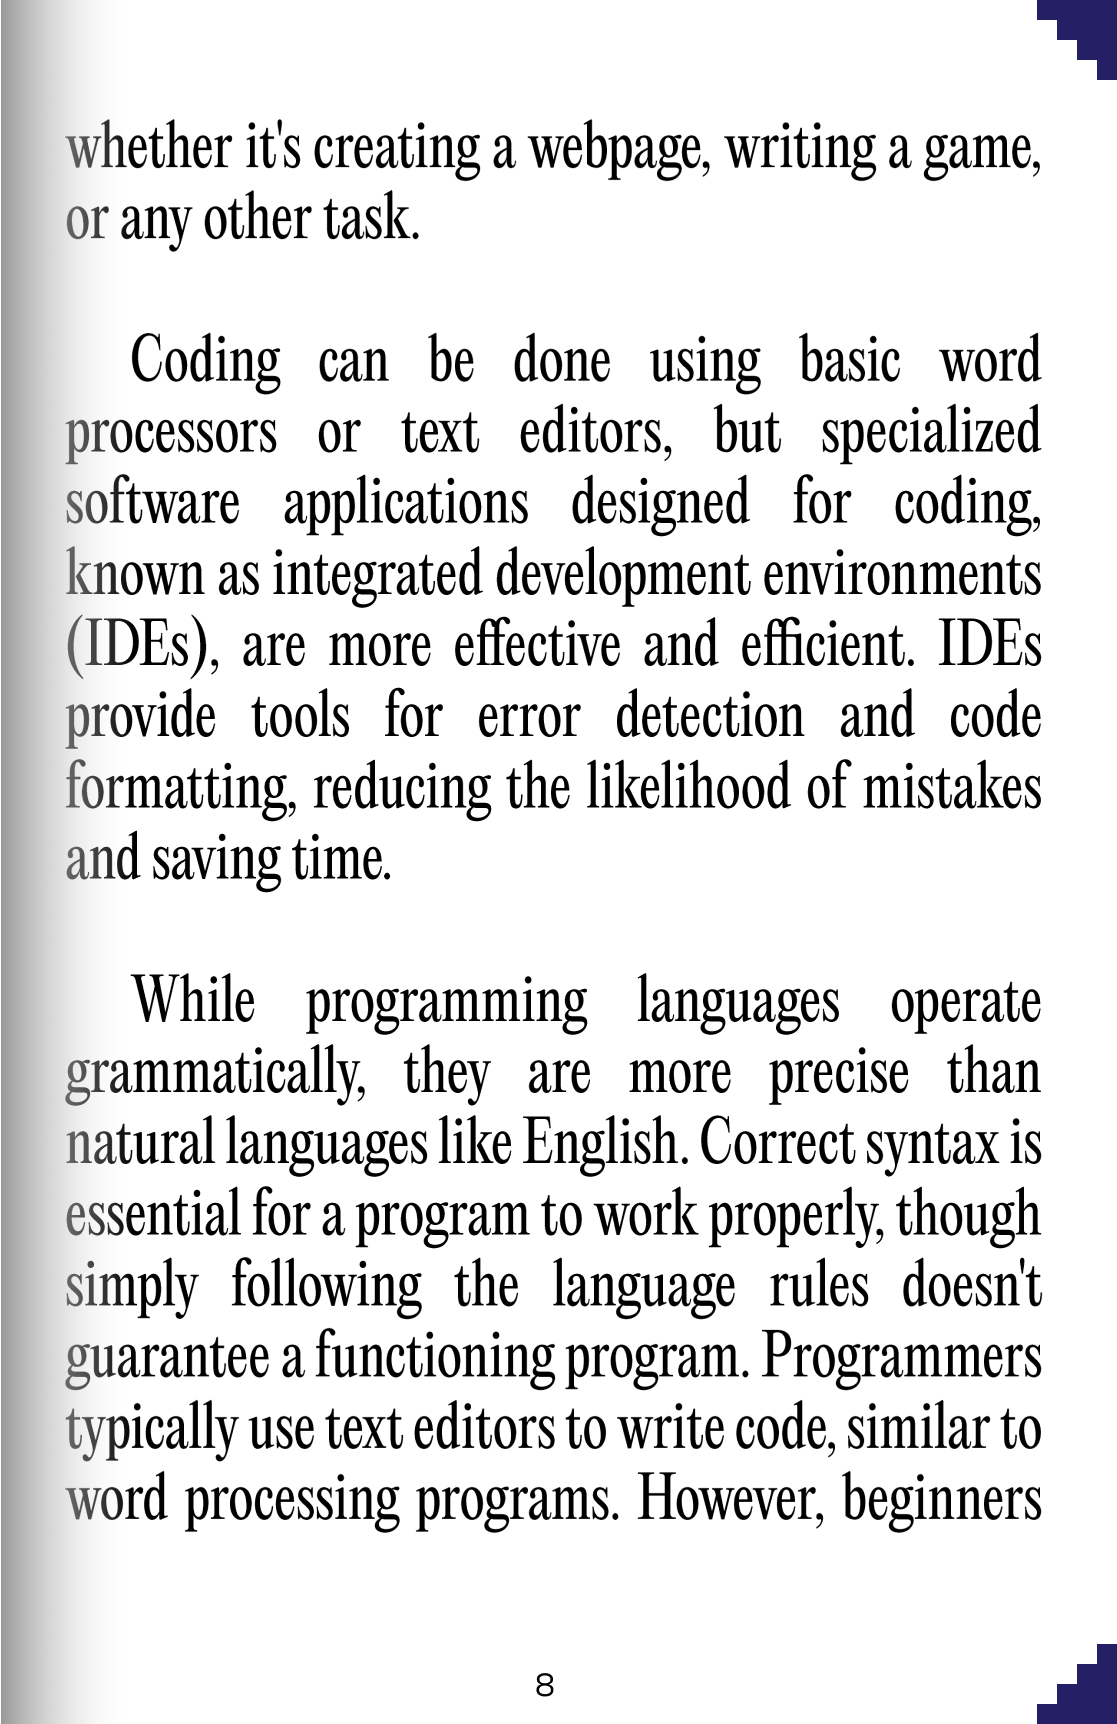 whether it's creating a webpage, writing a game,
or any other task.
Coding can be done using basic word
processors or text editors, but specialized
software applications designed for coding,
known as integrated development environments
(IDEs), are more effective and efficient. IDEs
provide tools for error detection and code
formatting, reducing the likelihood of mistakes
and saving time.
While programming languages operate
grammatically, they are more precise than
natural languages like English. Correct syntax is
essential for a program to work properly, though
simply following the language rules doesn't
guarantee a functioning program. Programmers
typically use text editors to write code, similar to
word processing programs. However, beginners
8